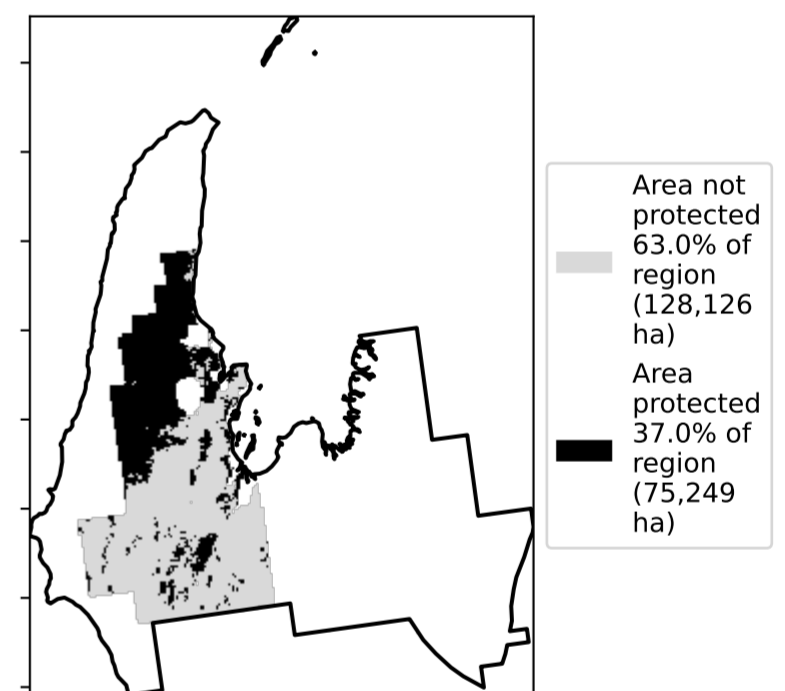 Area not
protected
63.0% of
region
(128,126
ha)
Area
protected
37.0% of
region
(75,249
ha)